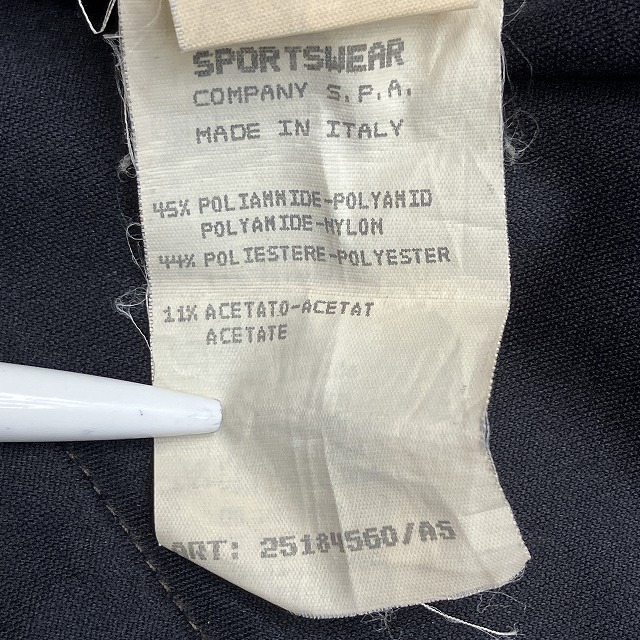 SPORTSWEAR
COMPANY S.P.A.
MADE IN ITALY
45% POLIAMMIDE-POLYAMID
POLYAMIDE-NYLON
44% POLIESTERE-POLYESTER
11% ACETATO-ACETAT
ACETATE
ART: 25184560/AS